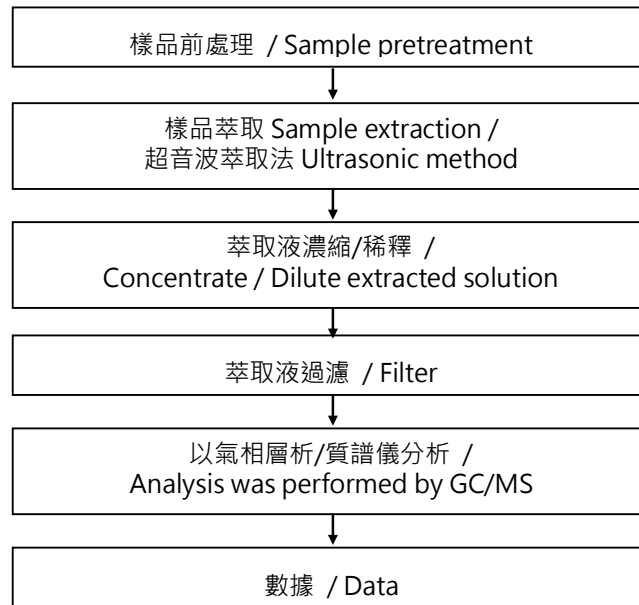 樣品前處理 / Sample pretreatment
樣品萃取 Sample extraction /
超音波萃取法 Ultrasonic method
萃取液濃縮/稀釋 /
Concentrate / Dilute extracted solution
萃取液過濾 / Filter
以氣相層析/質譜儀分析 /
Analysis was performed by GC/MS
數據 / Data